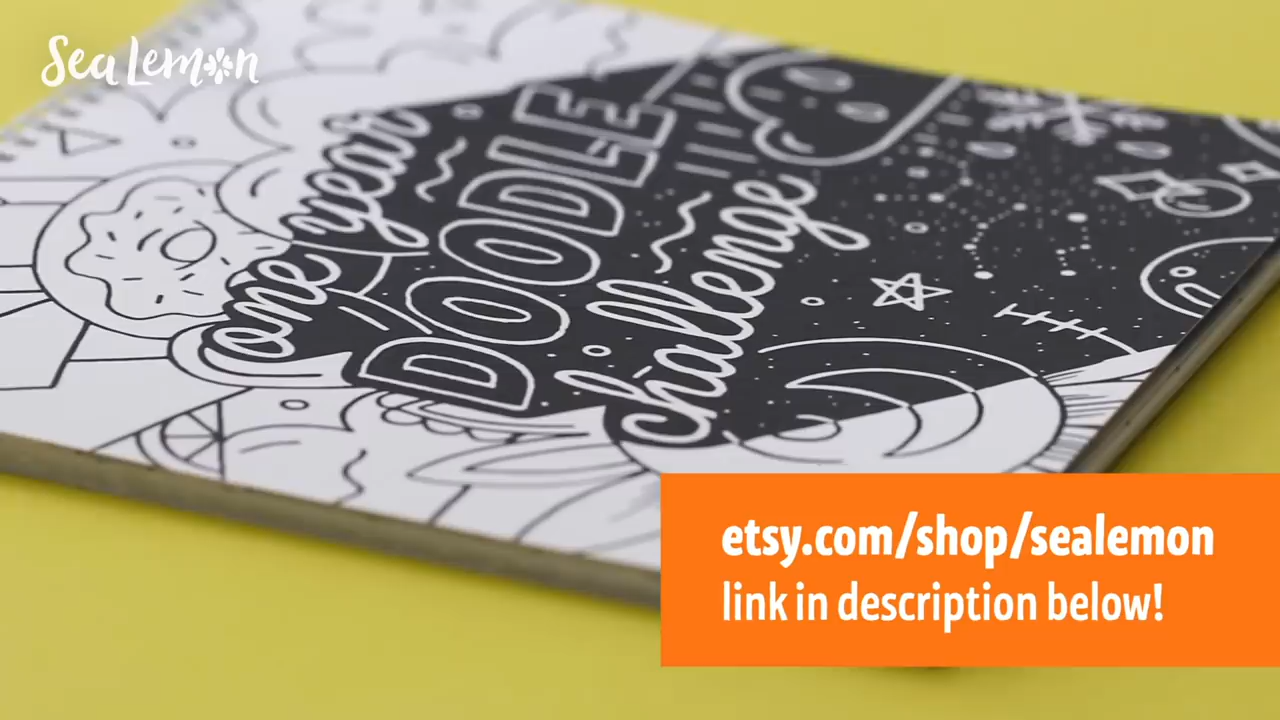 Sea Lemon
one year
DOODLE
challenge
etsy.com/shop/sealemon
link in description below!